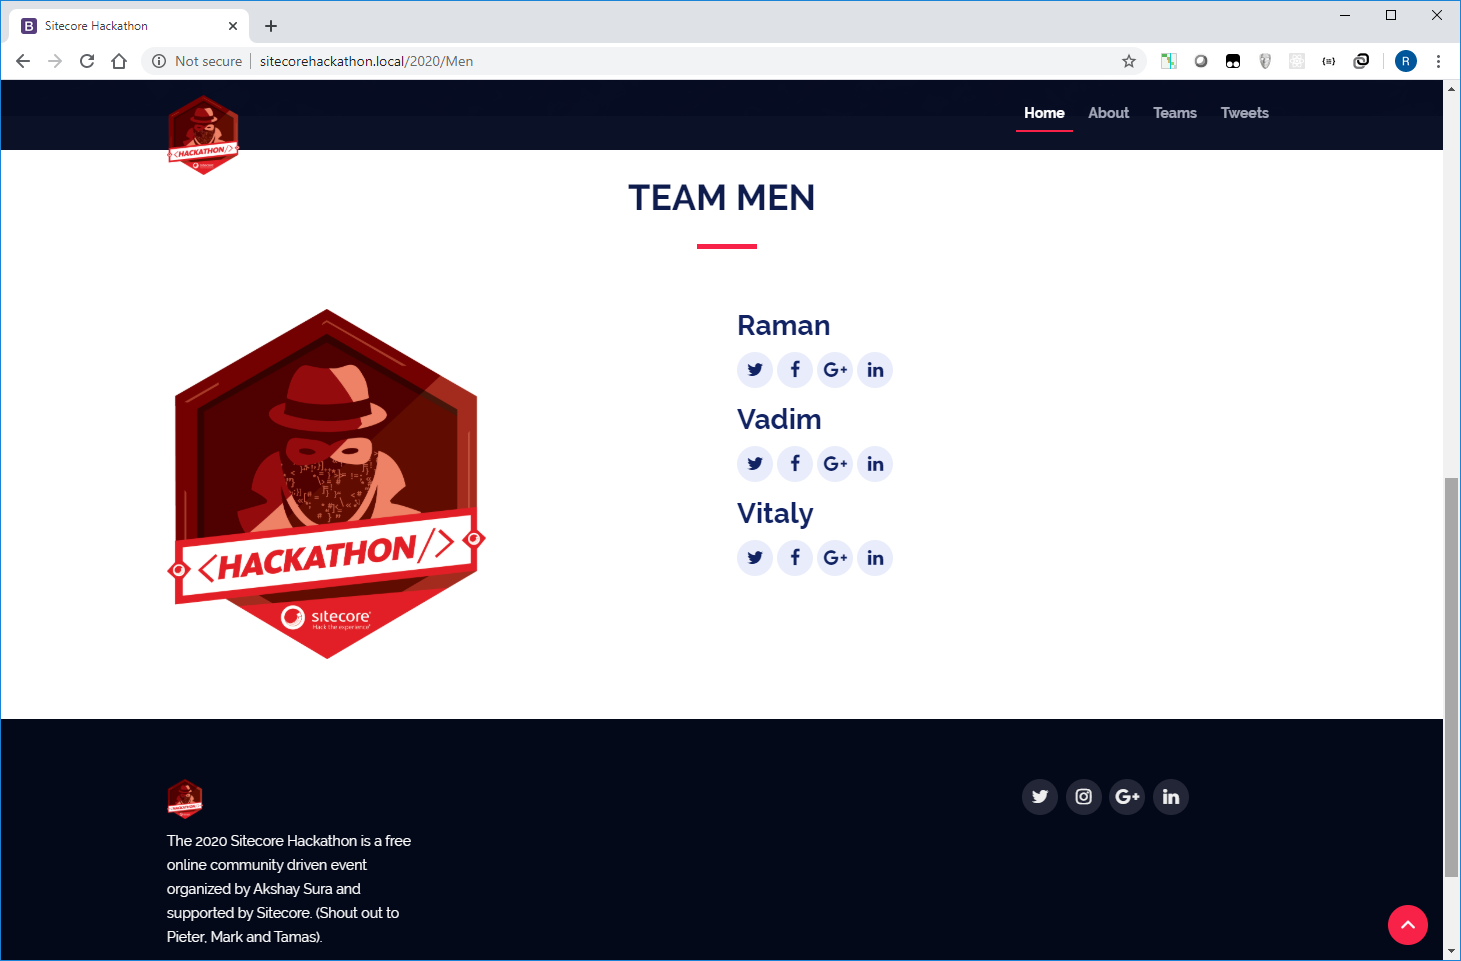 Sitecore Hackathon
Not secure
sitecorehackathon.local/2020/Men
R
<HACKATHON/>
Home
About
Teams
Tweets
TEAM MEN
<HACKATHON/>
sitecore
Hack the experience
Raman
G+
in
Vadim
G+
in
Vitaly
G+
in
G+
in
The 2020 Sitecore Hackathon is a free
online community driven event
organized by Akshay Sura and
supported by Sitecore. (Shout out to
Pieter, Mark and Tamas).